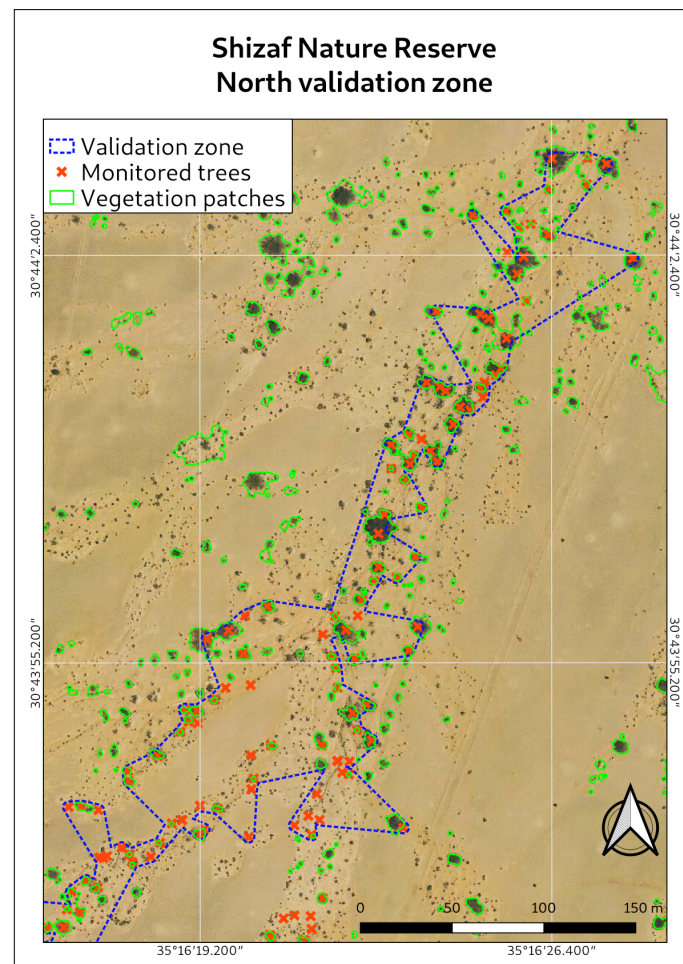 Shizaf Nature Reserve
North validation zone
Validation zone
Monitored trees
Vegetation patches
30°44′2.400″
30°44′2.400″
30°43′55.200″
30°43′55.200″
0 50 100 150 m
35°16′19.200″ 35°16′26.400″